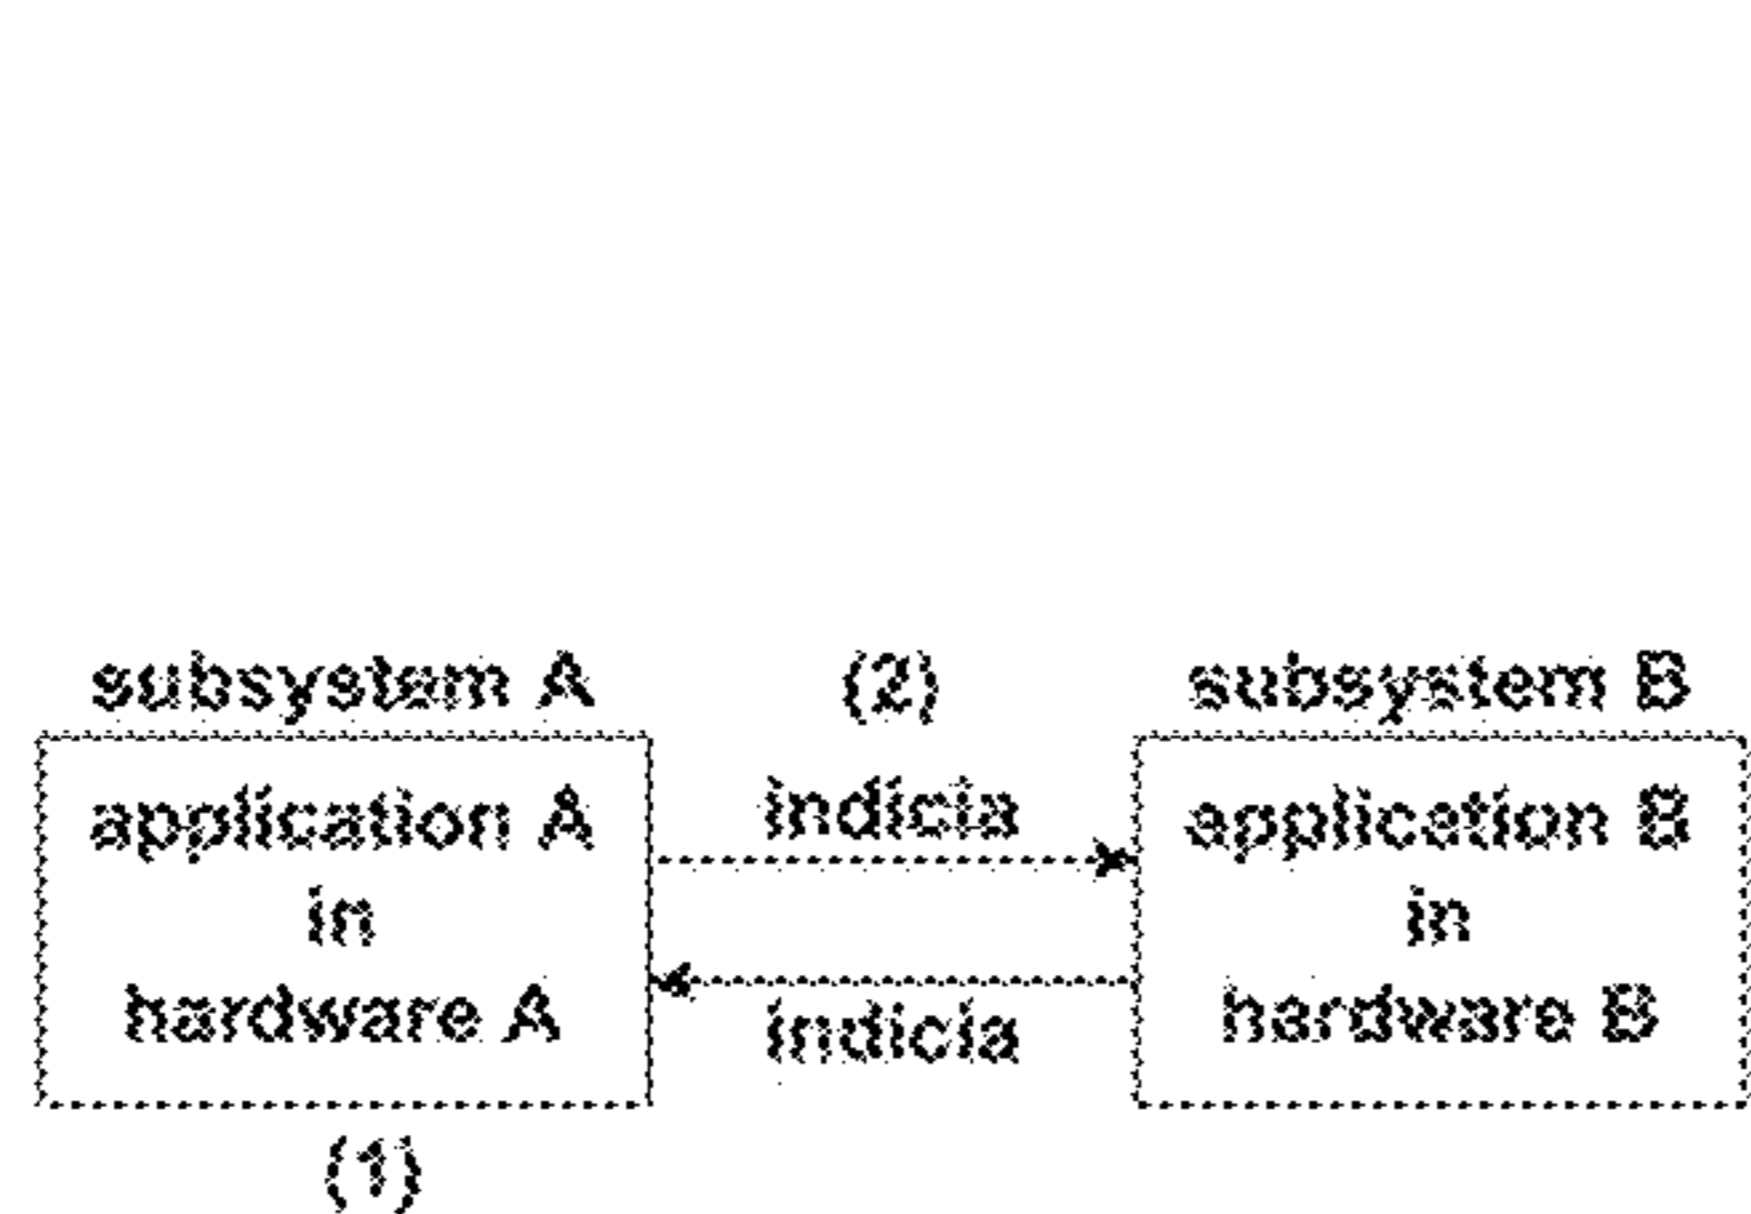 subsystem A
(2)
subsystem B
application A
in
hardware A
indicia
indicia
application B
in
hardware B
(1)